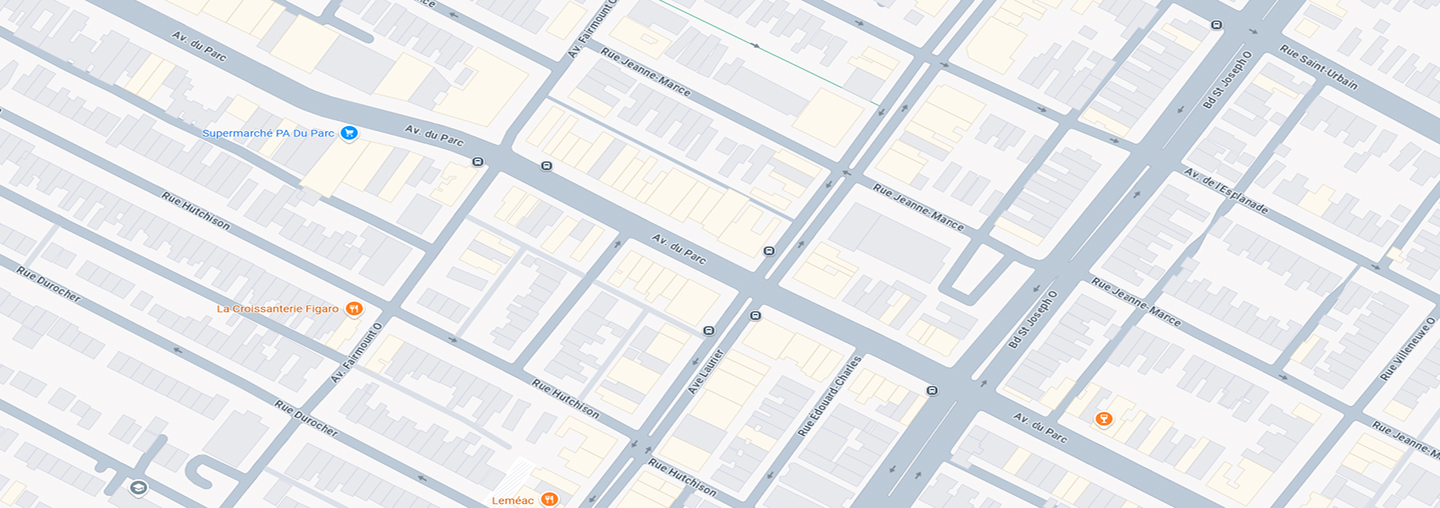 Av. du Parc
Av. Fairmount O
Rue Jeanne-Mance
Bd St Joseph O
Rue Saint-Urbain
Supermarché PA Du Parc
Av. du Parc
Rue Hutchison
Av. du Parc
Rue Jeanne-Mance
Av. de l'Esplanade
Rue Durocher
La Croissanterie Figaro
Av. Fairmount O
Bd St Joseph O
Rue Jeanne-Mance
Rue Villeneuve O
Rue Durocher
Rue Hutchison
Ave Laurier
Rue Édouard-Charles
Av. du Parc
Rue Jeanne-M
Rue Hutchison
Leméac